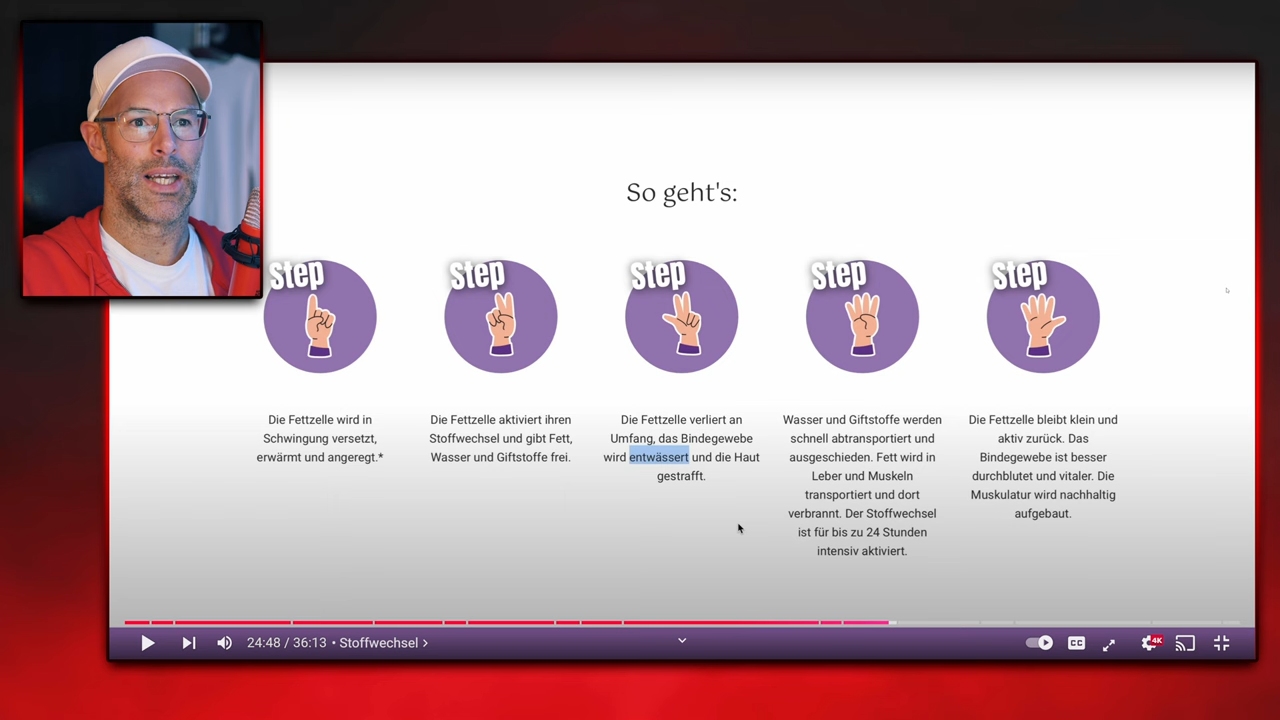 So geht's:
Step
Step
Step
Step
Step
Die Fettzelle wird in
Schwingung versetzt,
erwärmt und angeregt.*
Die Fettzelle aktiviert ihren
Stoffwechsel und gibt Fett,
Wasser und Giftstoffe frei.
Die Fettzelle verliert an
Umfang, das Bindegewebe
wird entwässert und die Haut
gestrafft.
Wasser und Giftstoffe werden
schnell abtransportiert und
ausgeschieden. Fett wird in
Leber und Muskeln
transportiert und dort
verbrannt. Der Stoffwechsel
ist für bis zu 24 Stunden
intensiv aktiviert.
Die Fettzelle bleibt klein und
aktiv zurück. Das
Bindegewebe ist besser
durchblutet und vitaler. Die
Muskulatur wird nachhaltig
aufgebaut.
24:48 / 36:13 • Stoffwechsel >
CC
4K